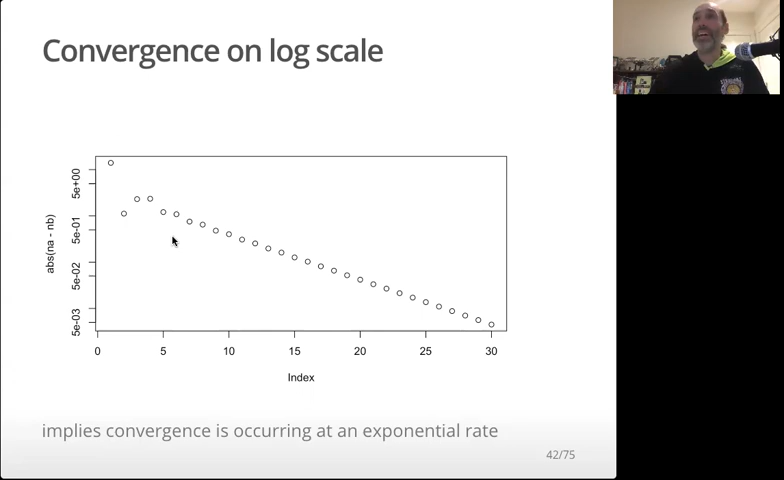 Convergence on log scale
abs(na - nb)
5e+00
5e-01
5e-02
5e-03
0 5 10 15 20 25 30
Index
implies convergence is occurring at an exponential rate
42/75